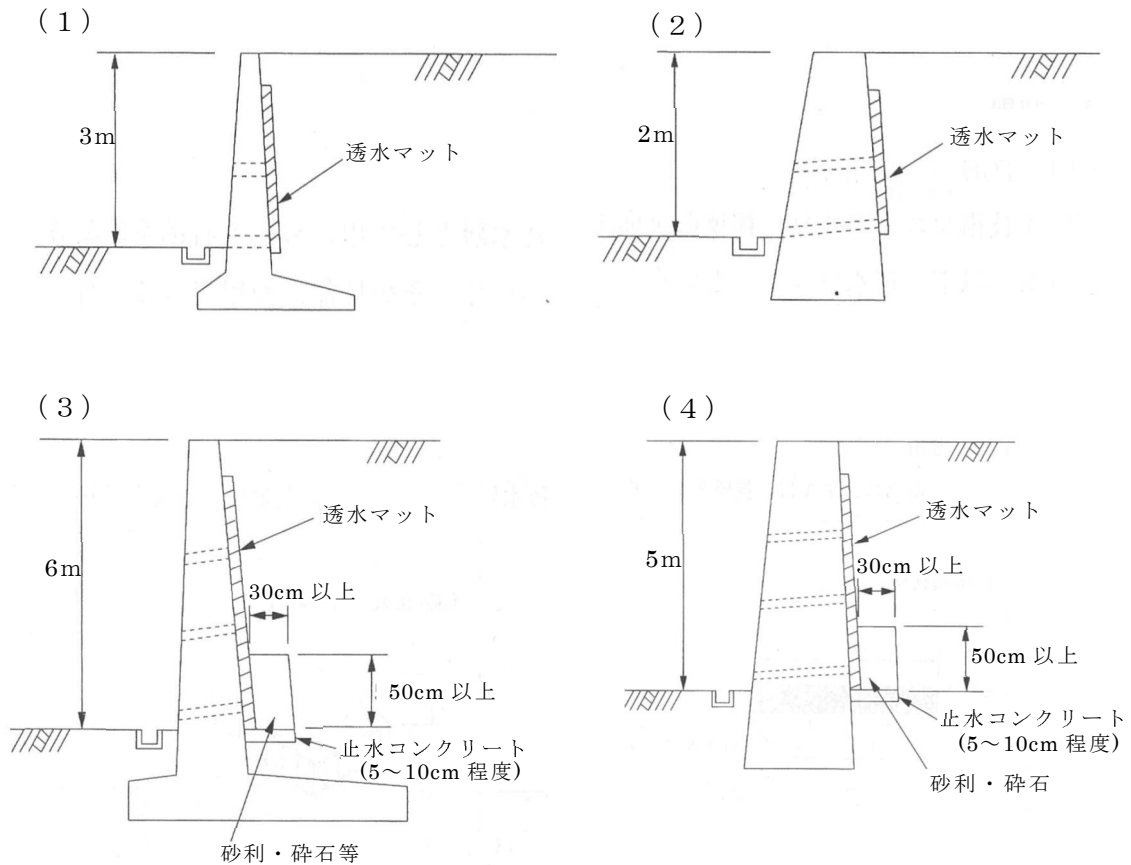 (1)
3m
透水マット
(2)
2m
透水マット
(3)
6m
透水マット
30cm 以上
50cm 以上
止水コンクリート
(5～10cm 程度)
砂利・砕石等
(4)
5m
透水マット
30cm 以上
50cm 以上
止水コンクリート
(5～10cm 程度)
砂利・砕石